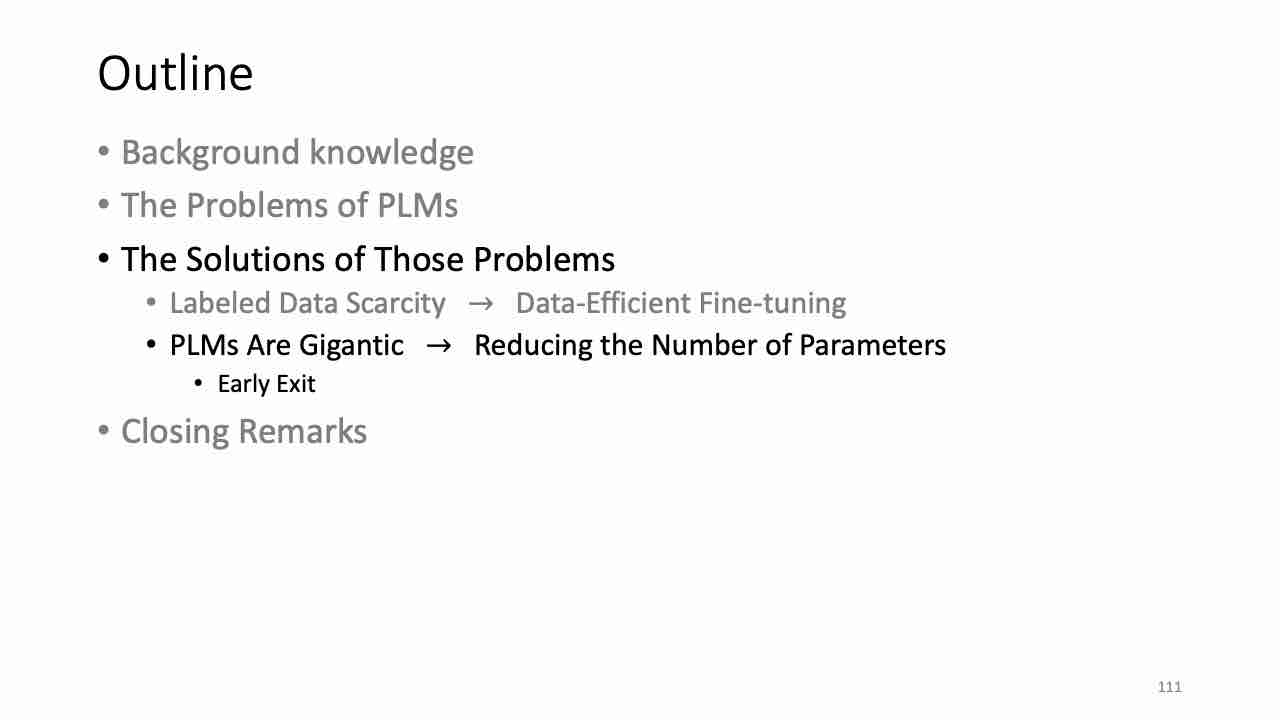 Outline
• Background knowledge
• The Problems of PLMs
• The Solutions of Those Problems
• Labeled Data Scarcity → Data-Efficient Fine-tuning
• PLMs Are Gigantic → Reducing the Number of Parameters
• Early Exit
• Closing Remarks
111